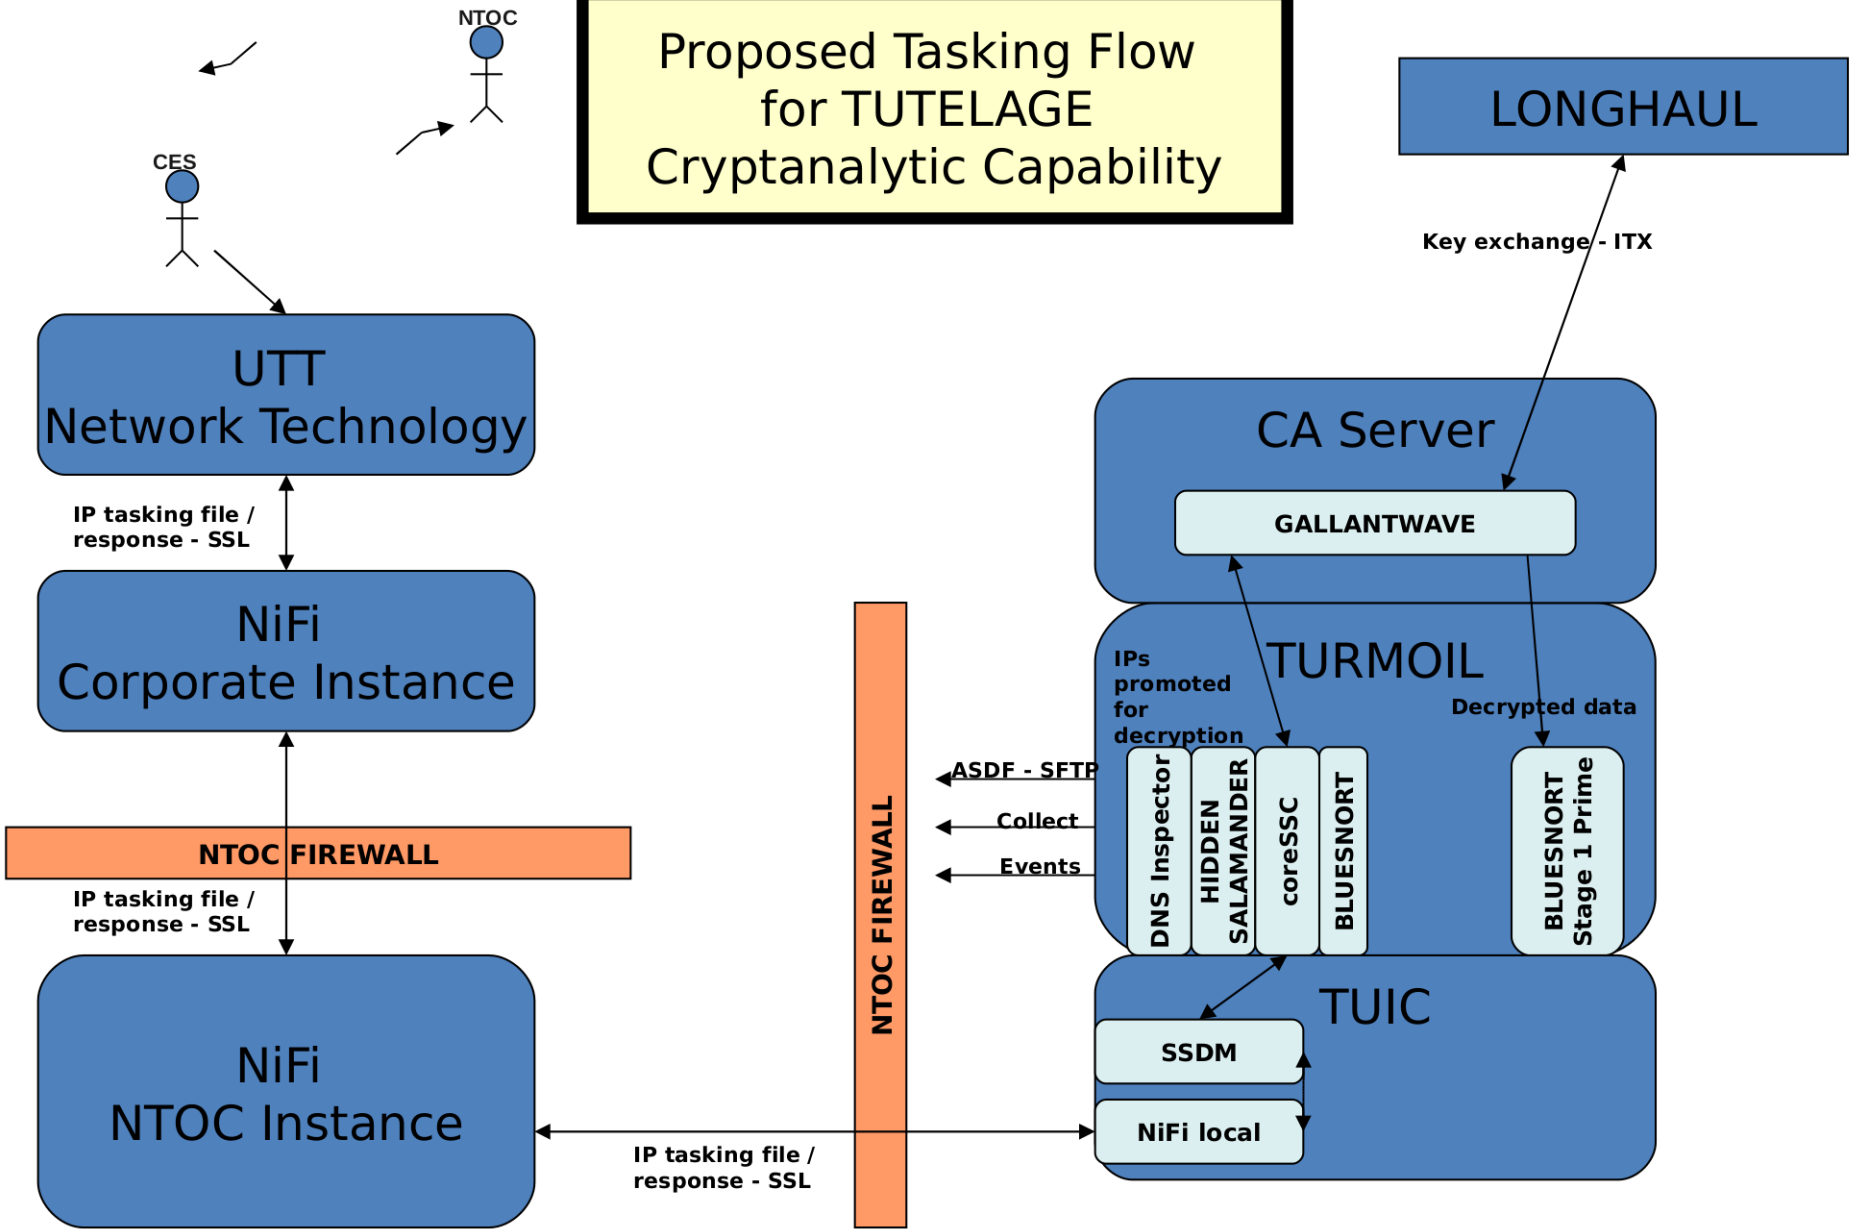 NTOC
Proposed Tasking Flow
for TUTELAGE
Cryptanalytic Capability
LONGHAUL
CES
Key exchange - ITX
UTT
Network Technology
CA Server
GALLANTWAVE
IP tasking file /
response - SSL
NiFi
Corporate Instance
TURMOIL
IPs
promoted
for
decryption
Decrypted data
ASDF - SFTP
Collect
Events
DNS Inspector
HIDDEN
SALAMANDER
coreSSC
BLUESNORT
BLUESNORT
Stage 1 Prime
NTOC FIREWALL
NTOC FIREWALL
IP tasking file /
response - SSL
NiFi
NTOC Instance
TUIC
SSDM
NiFi local
IP tasking file /
response - SSL